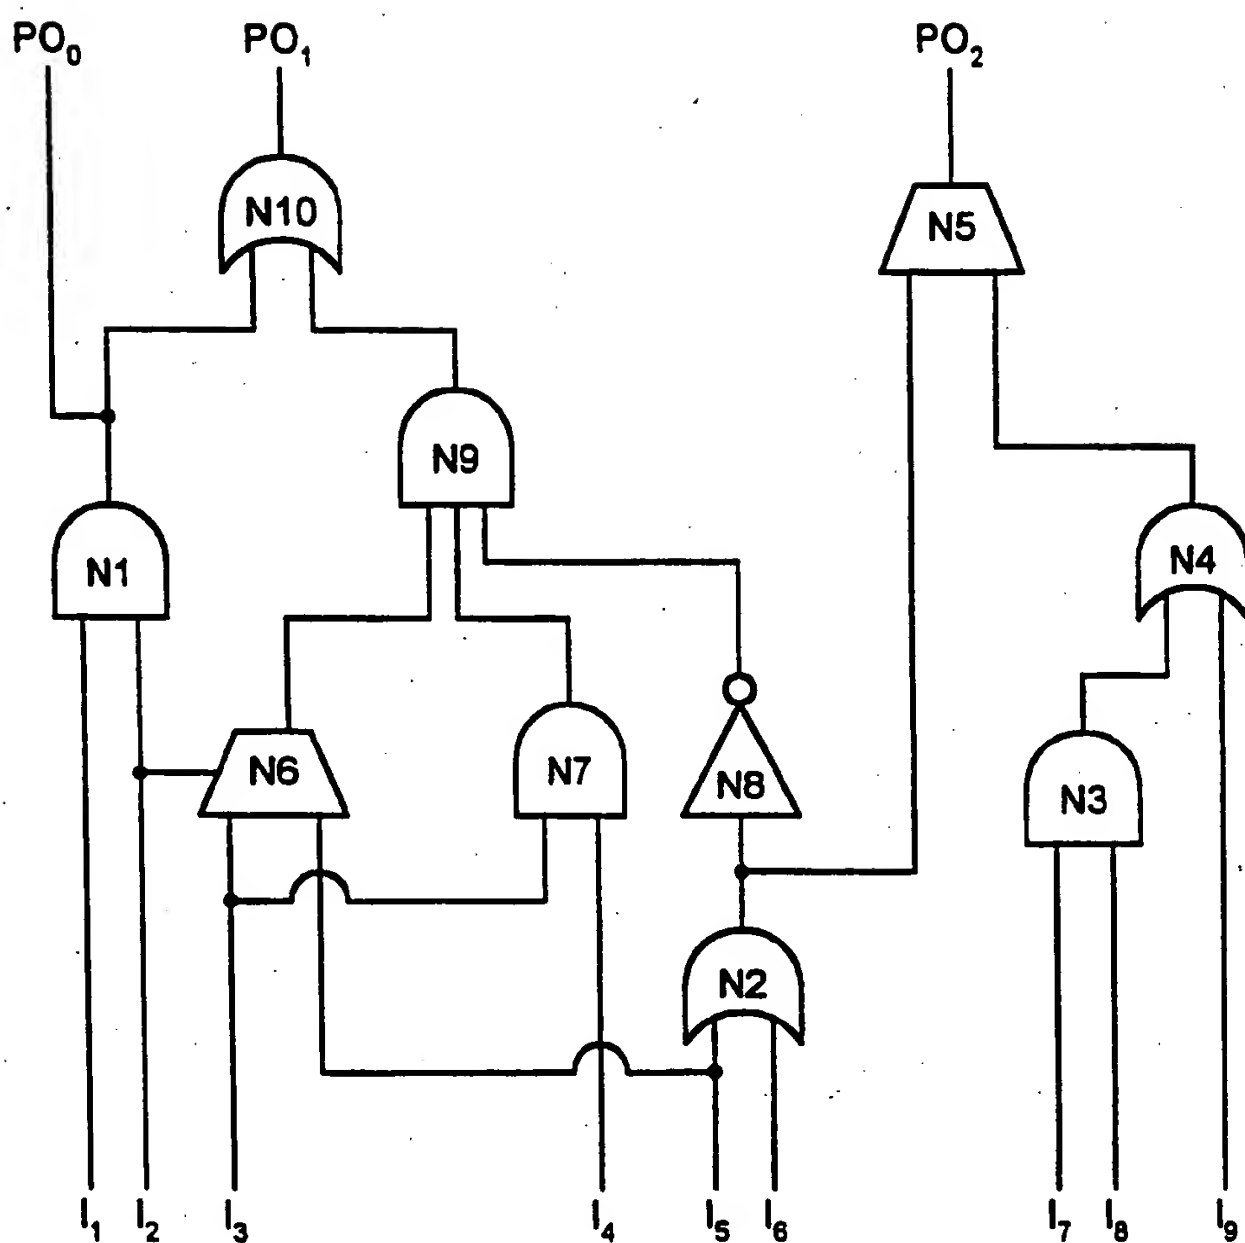 PO₀ PO₁ PO₂
N10
N5
N9
N1
N4
N6 N7 N8
N3
N2
I₁ I₂ I₃ I₄ I₅ I₆ I₇ I₈ I₉